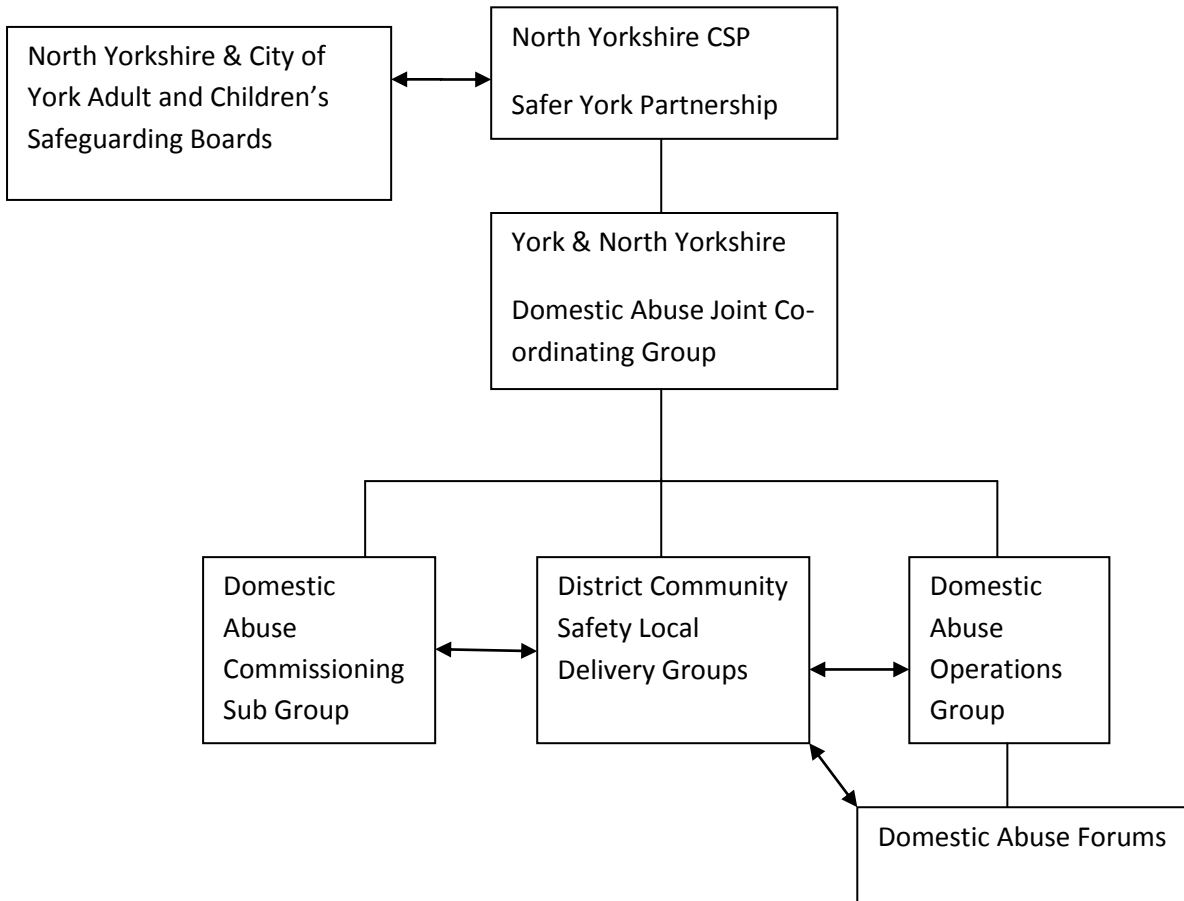 North Yorkshire & City of
York Adult and Children’s
Safeguarding Boards
North Yorkshire CSP
Safer York Partnership
York & North Yorkshire
Domestic Abuse Joint Co-
ordinating Group
Domestic
Abuse
Commissioning
Sub Group
District Community
Safety Local
Delivery Groups
Domestic
Abuse
Operations
Group
Domestic Abuse Forums